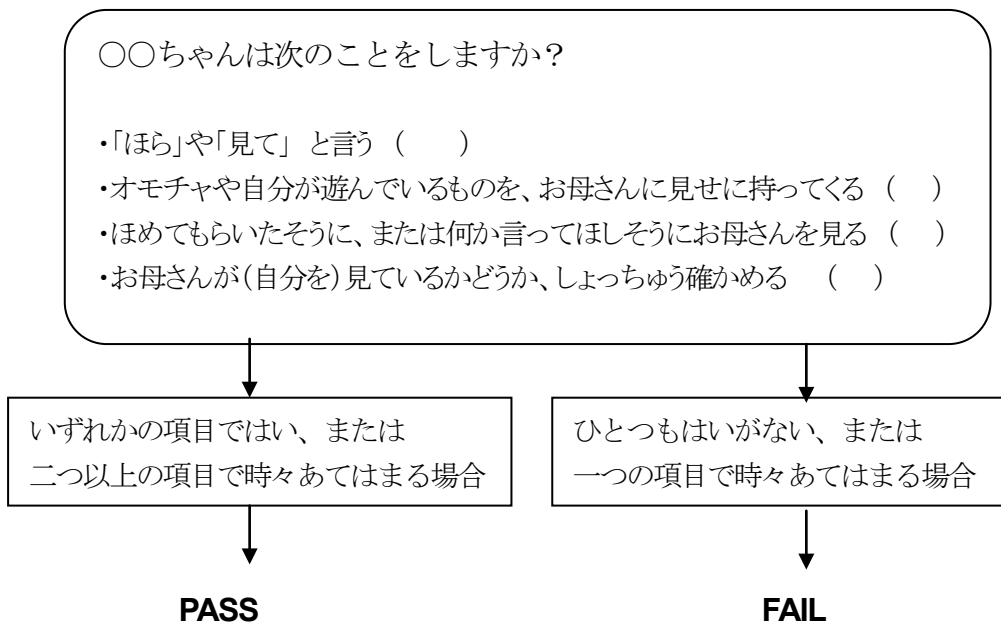 〇〇ちゃんは次のことをしますか？
・「ほら」や「見て」 と言う （　　）
・オモチャや自分が遊んでいるものを、お母さんに見せに持ってくる （　）
・ほめてもらいたそうに、または何か言ってほしそうにお母さんを見る （　）
・お母さんが(自分を)見ているかどうか、しょっちゅう確かめる　（　）
いずれかの項目ではい、または
二つ以上の項目で時々あてはまる場合
ひとつもはいがない、または
一つの項目で時々あてはまる場合
PASS
FAIL